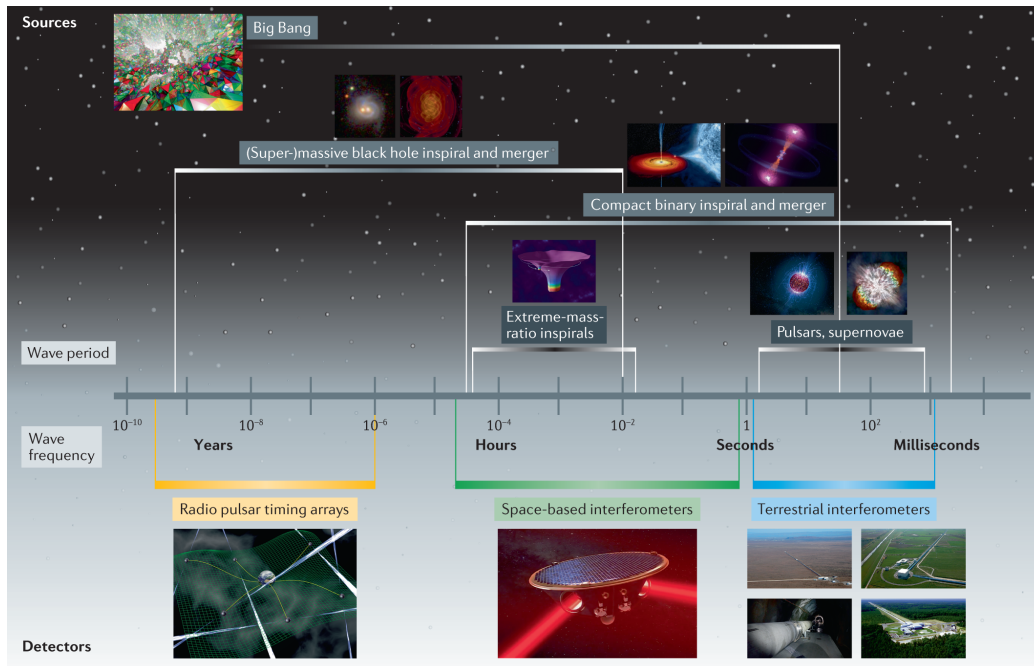 Sources
Big Bang
(Super-)massive black hole inspiral and merger
Compact binary inspiral and merger
Extreme-mass-
ratio inspirals
Pulsars, supernovae
Wave period
10⁻¹⁰
10⁻⁸
10⁻⁶
10⁻⁴
10⁻²
1
10²
Wave
frequency
Years
Hours
Seconds
Milliseconds
Radio pulsar timing arrays
Space-based interferometers
Terrestrial interferometers
Detectors